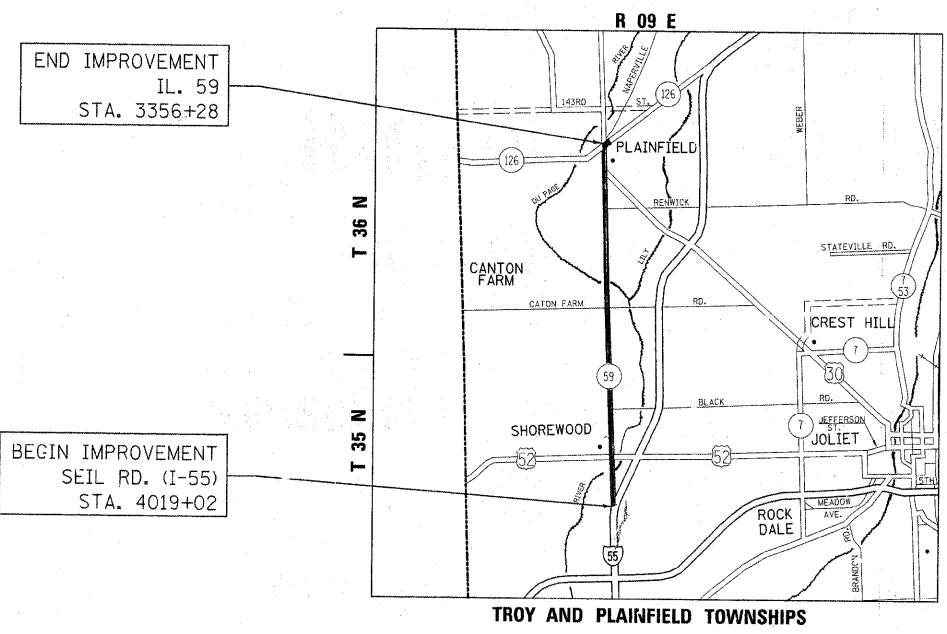 R 09 E
END IMPROVEMENT
IL. 59
STA. 3356+28
RIVER
NAPERVILLE
126
143RD ST.
WEBER
PLAINFIELD
126
DU PAGE
RENWICK RD.
T 36 N
STATEVILLE RD.
LILY
CANTON
FARM
7
53
CATON FARM RD.
CREST HILL
7
30
59
BLACK RD.
7
JEFFERSON
ST.
SHOREWOOD
JOLIET
T 35 N
52
52
BEGIN IMPROVEMENT
SEIL RD. (I-55)
STA. 4019+02
5TH
RIVER
MEADOW
AVE.
ROCK
DALE
55
BRANDON RD.
TROY AND PLAINFIELD TOWNSHIPS